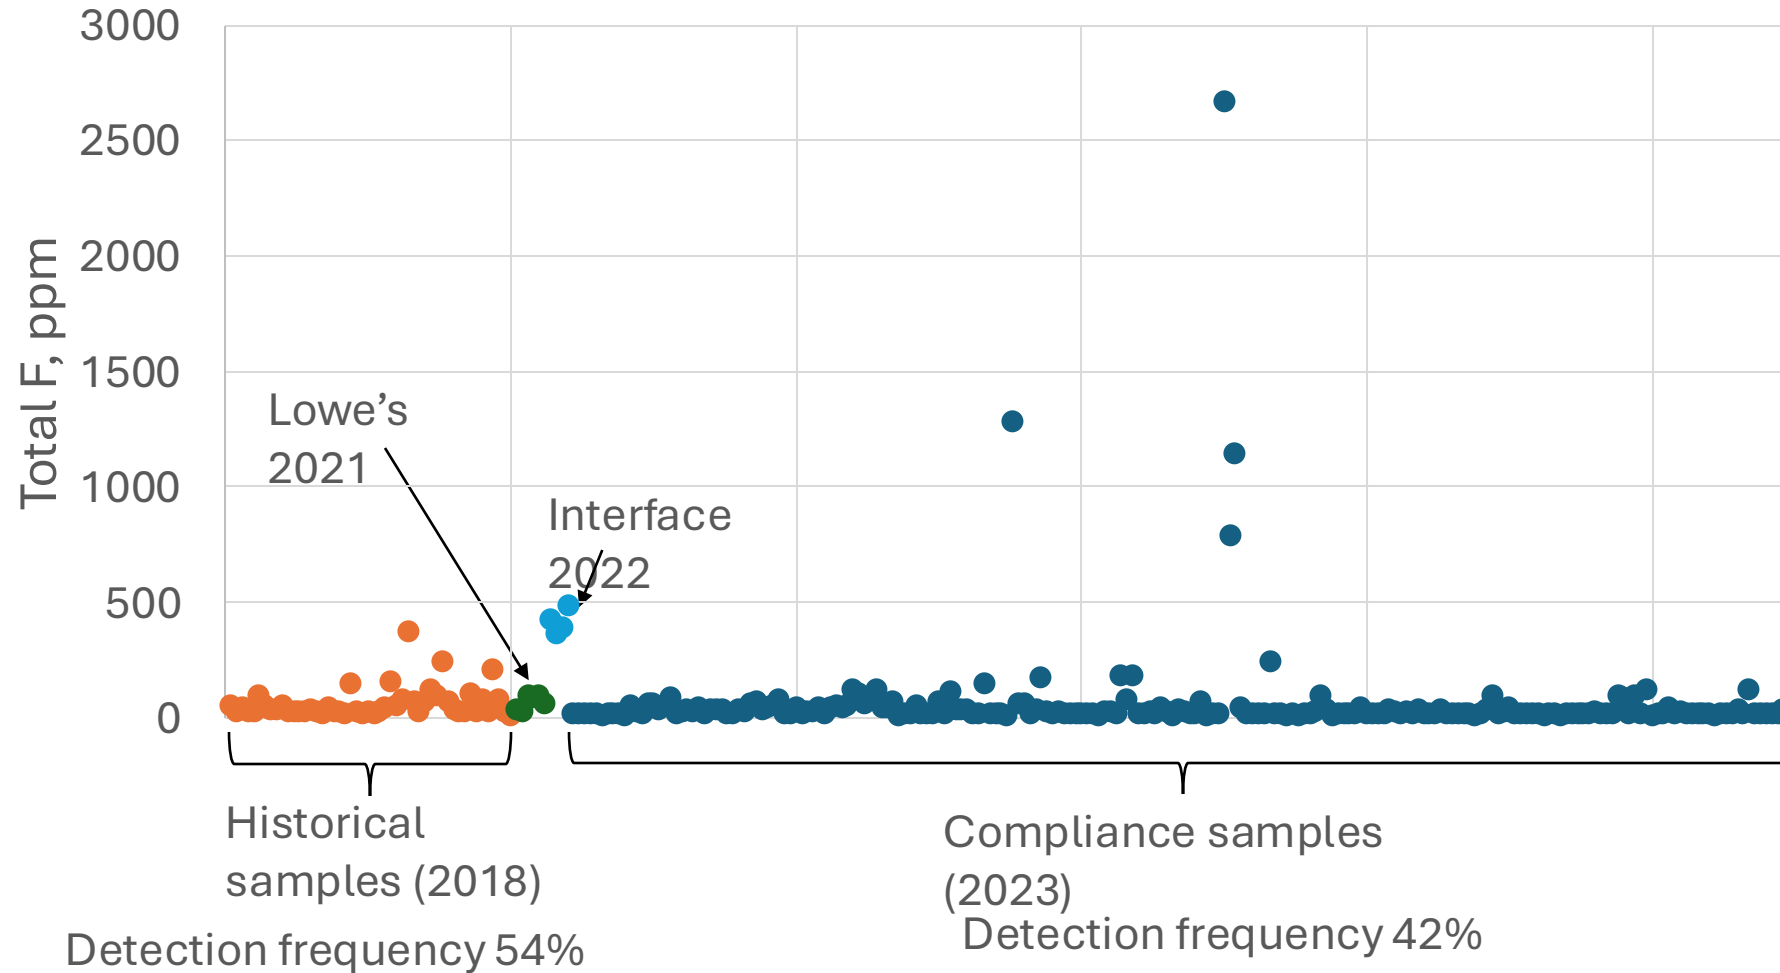 3000
2500
2000
1500
1000
500
0
Total F, ppm
Lowe’s
2021
Interface
2022
Historical
samples (2018)
Detection frequency 54%
Compliance samples
(2023)
Detection frequency 42%